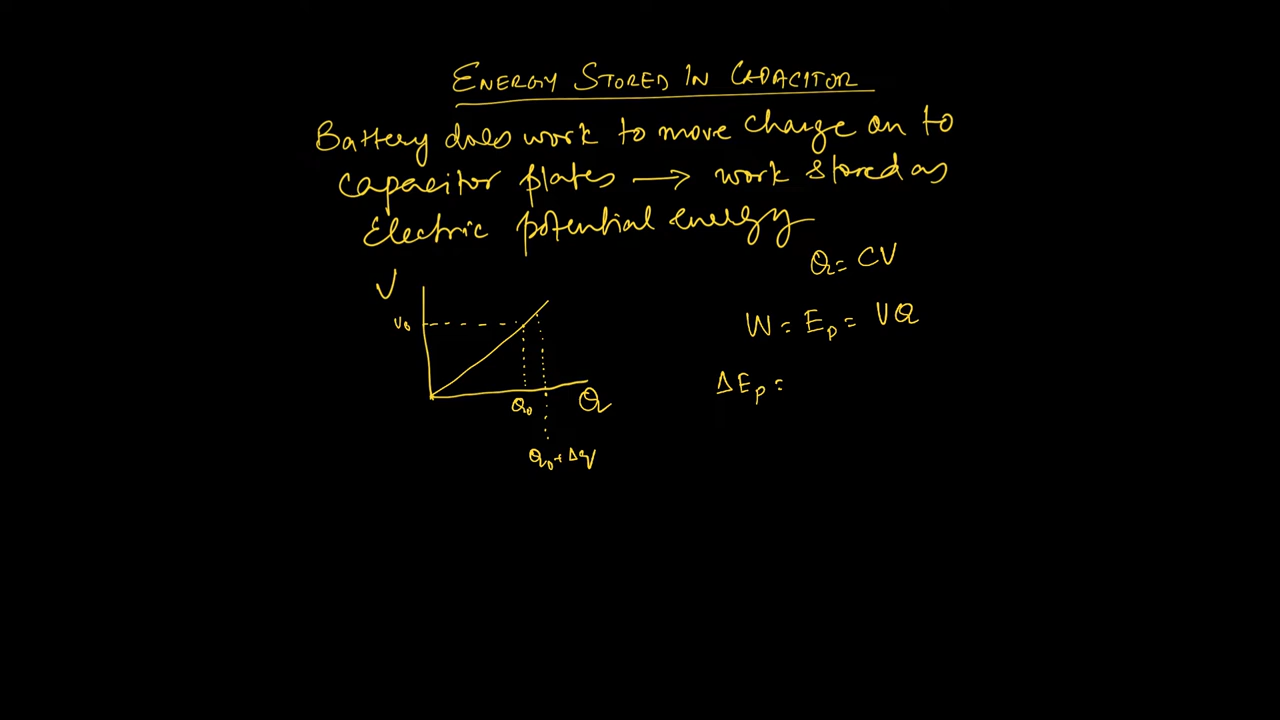 ENERGY STORED IN CAPACITOR
Battery does work to move charge on to
capacitor plates → work stored as
Electric potential energy
Q = CV
V
V₀
W = Eₚ = VQ
ΔEₚ =
Q₀
Q
Q₀ + Δq